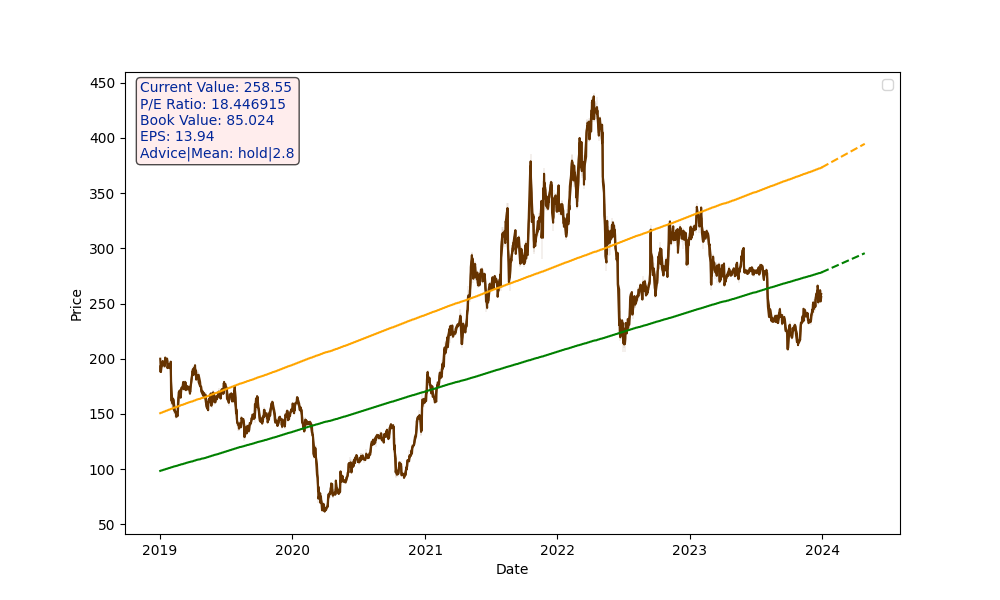 Current Value: 258.55
P/E Ratio: 18.446915
Book Value: 85.024
EPS: 13.94
Advice|Mean: hold|2.8
450
400
350
300
250
200
150
100
50
Price
2019 2020 2021 2022 2023 2024
Date